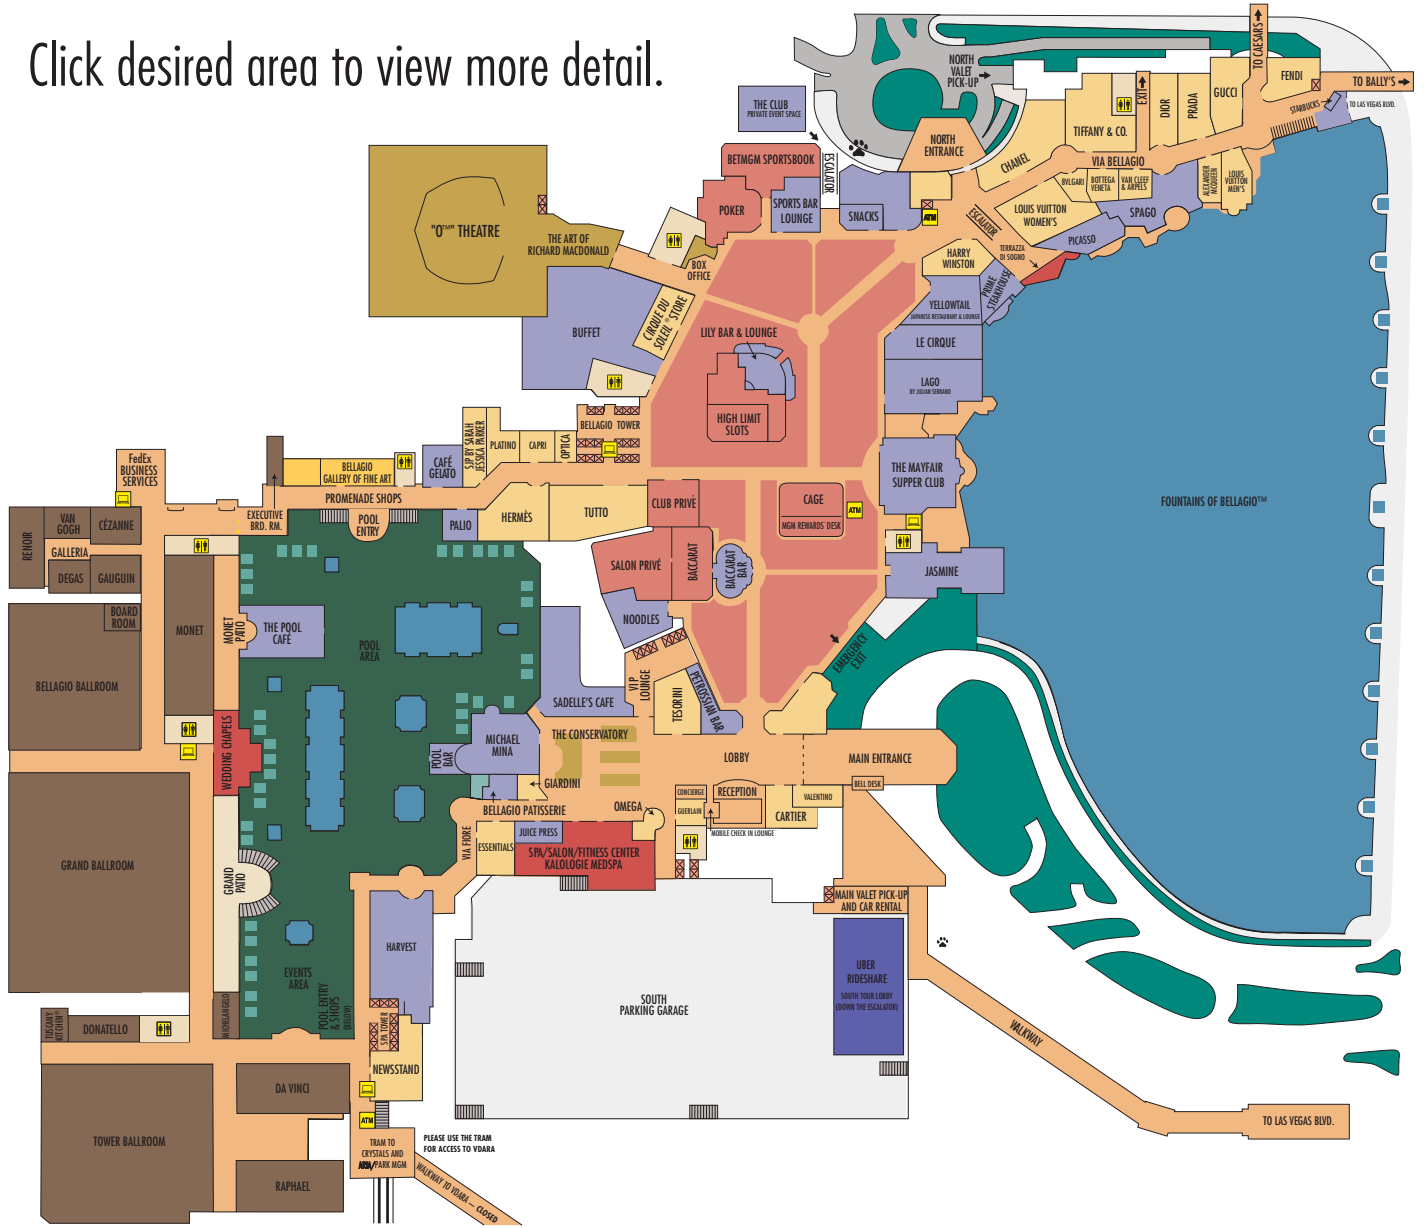 Click desired area to view more detail.
TO CAESARS
FENDI
TO BALLY'S
STARBUCKS
TO LAS VEGAS BLVD.
NORTH
VALET
PICK-UP
EXIT
DIOR
PRADA
GUCCI
TIFFANY & CO.
THE CLUB
PRIVATE EVENT SPACE
NORTH
ENTRANCE
CHANEL
VIA BELLAGIO
ESCALATOR
BETMGM SPORTSBOOK
POKER
SPORTS BAR
LOUNGE
SNACKS
ATM
BVLGARI
BOTTEGA
VENETA
VAN CLEEF
& ARPELS
ALEXANDER
MCQUEEN
LOUIS
VUITTON
MEN'S
LOUIS VUITTON
WOMEN'S
SPAGO
PICASSO
ESCALATOR
TERRAZZA
DI SOGNO
HARRY
WINSTON
PRIME
STEAKHOUSE
YELLOWTAIL
JAPANESE RESTAURANT & LOUNGE
LE CIRQUE
LAGO
BY JULIAN SERRANO
"O™" THEATRE
THE ART OF
RICHARD MACDONALD
BOX
OFFICE
BUFFET
CIRQUE DU
SOLEIL® STORE
LILY BAR & LOUNGE
HIGH LIMIT
SLOTS
BELLAGIO TOWER
SJP BY SARAH
JESSICA PARKER
PLATINO
CAPRI
OPTICA
CAFÉ
GELATO
BELLAGIO
GALLERY OF FINE ART
FedEx
BUSINESS
SERVICES
PROMENADE SHOPS
EXECUTIVE
BRD. RM.
POOL
ENTRY
PALIO
HERMÈS
TUTTO
CLUB PRIVÉ
CAGE
MGM REWARDS DESK
ATM
THE MAYFAIR
SUPPER CLUB
FOUNTAINS OF BELLAGIO™
JASMINE
RENOIR
VAN
GOGH
CÉZANNE
GALLERIA
DEGAS
GAUGUIN
BOARD
ROOM
MONET
MONET
PATIO
THE POOL
CAFÉ
POOL
AREA
SALON PRIVÉ
BACCARAT
BACCARAT
BAR
NOODLES
EMERGENCY
EXIT
BELLAGIO BALLROOM
VIP
LOUNGE
SADELLE'S CAFE
TESORINI
PETROSSIAN BAR
WEDDING CHAPELS
POOL
BAR
MICHAEL
MINA
THE CONSERVATORY
LOBBY
MAIN ENTRANCE
BELL DESK
GIARDINI
BELLAGIO PATISSERIE
OMEGA
CONCIERGE
GUERLAIN
RECEPTION
VALENTINO
CARTIER
MOBILE CHECK IN LOUNGE
VIA FIORE
ESSENTIALS
JUICE PRESS
SPA/SALON/FITNESS CENTER
KALOLOGIE MEDSPA
GRAND BALLROOM
GRAND
PATIO
MAIN VALET PICK-UP
AND CAR RENTAL
HARVEST
UBER
RIDESHARE
SOUTH TOUR LOBBY
(DOWN THE ESCALATOR)
EVENTS
AREA
POOL ENTRY
& SHOPS
(BELOW)
SOUTH
PARKING GARAGE
MICHELANGELO
TUSCANY
KITCHEN®
DONATELLO
SPA TOWER
NEWSSTAND
WALKWAY
DA VINCI
ATM
TO LAS VEGAS BLVD.
TOWER BALLROOM
TRAM TO
CRYSTALS AND
PARK MGM
PLEASE USE THE TRAM
FOR ACCESS TO VDARA
RAPHAEL
WALKWAY TO VDARA — CLOSED